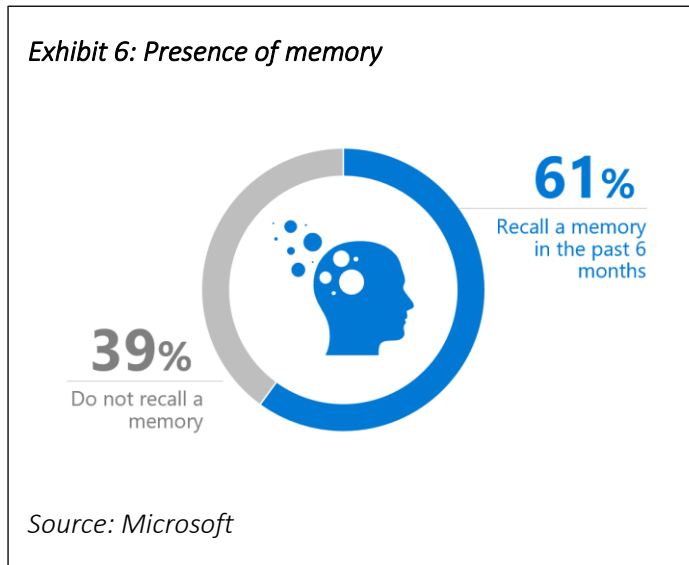 Exhibit 6: Presence of memory
61%
Recall a memory
in the past 6
months
39%
Do not recall a
memory
Source: Microsoft